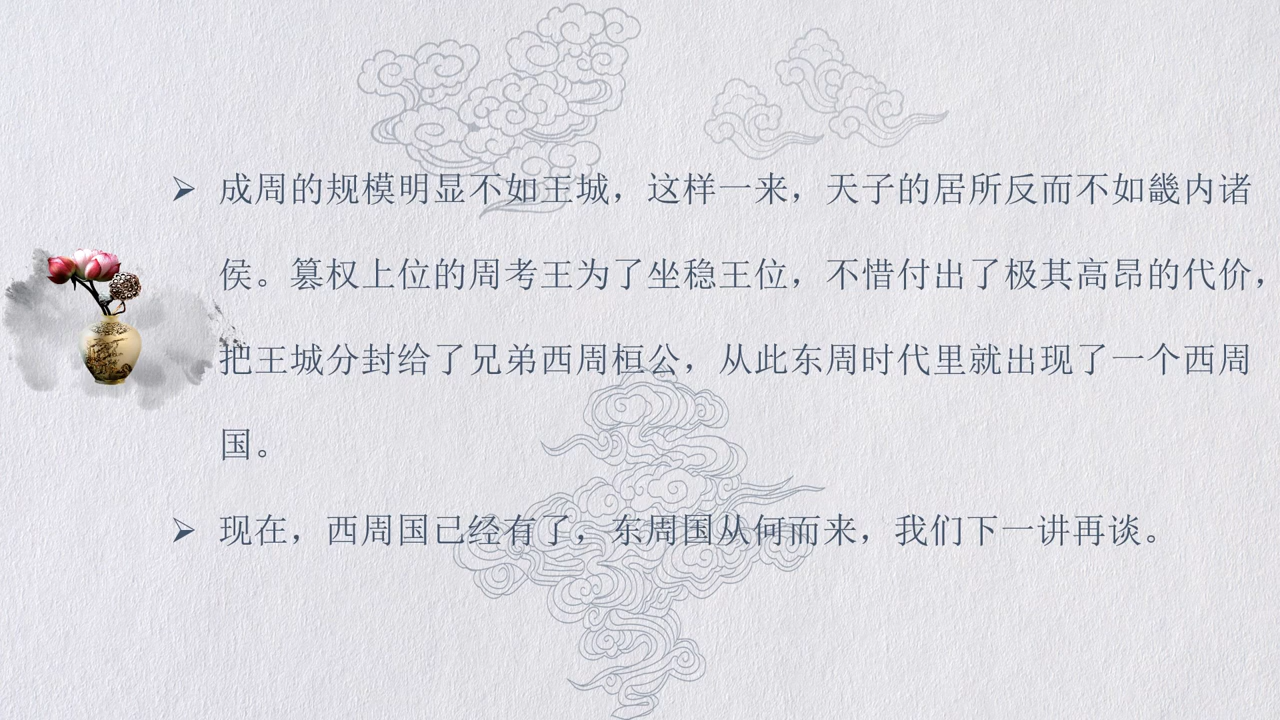 ➢ 成周的规模明显不如王城，这样一来，天子的居所反而不如畿内诸
侯。篡权上位的周考王为了坐稳王位，不惜付出了极其高昂的代价，
把王城分封给了兄弟西周桓公，从此东周时代里就出现了一个西周
国。
➢ 现在，西周国已经有了，东周国从何而来，我们下一讲再谈。